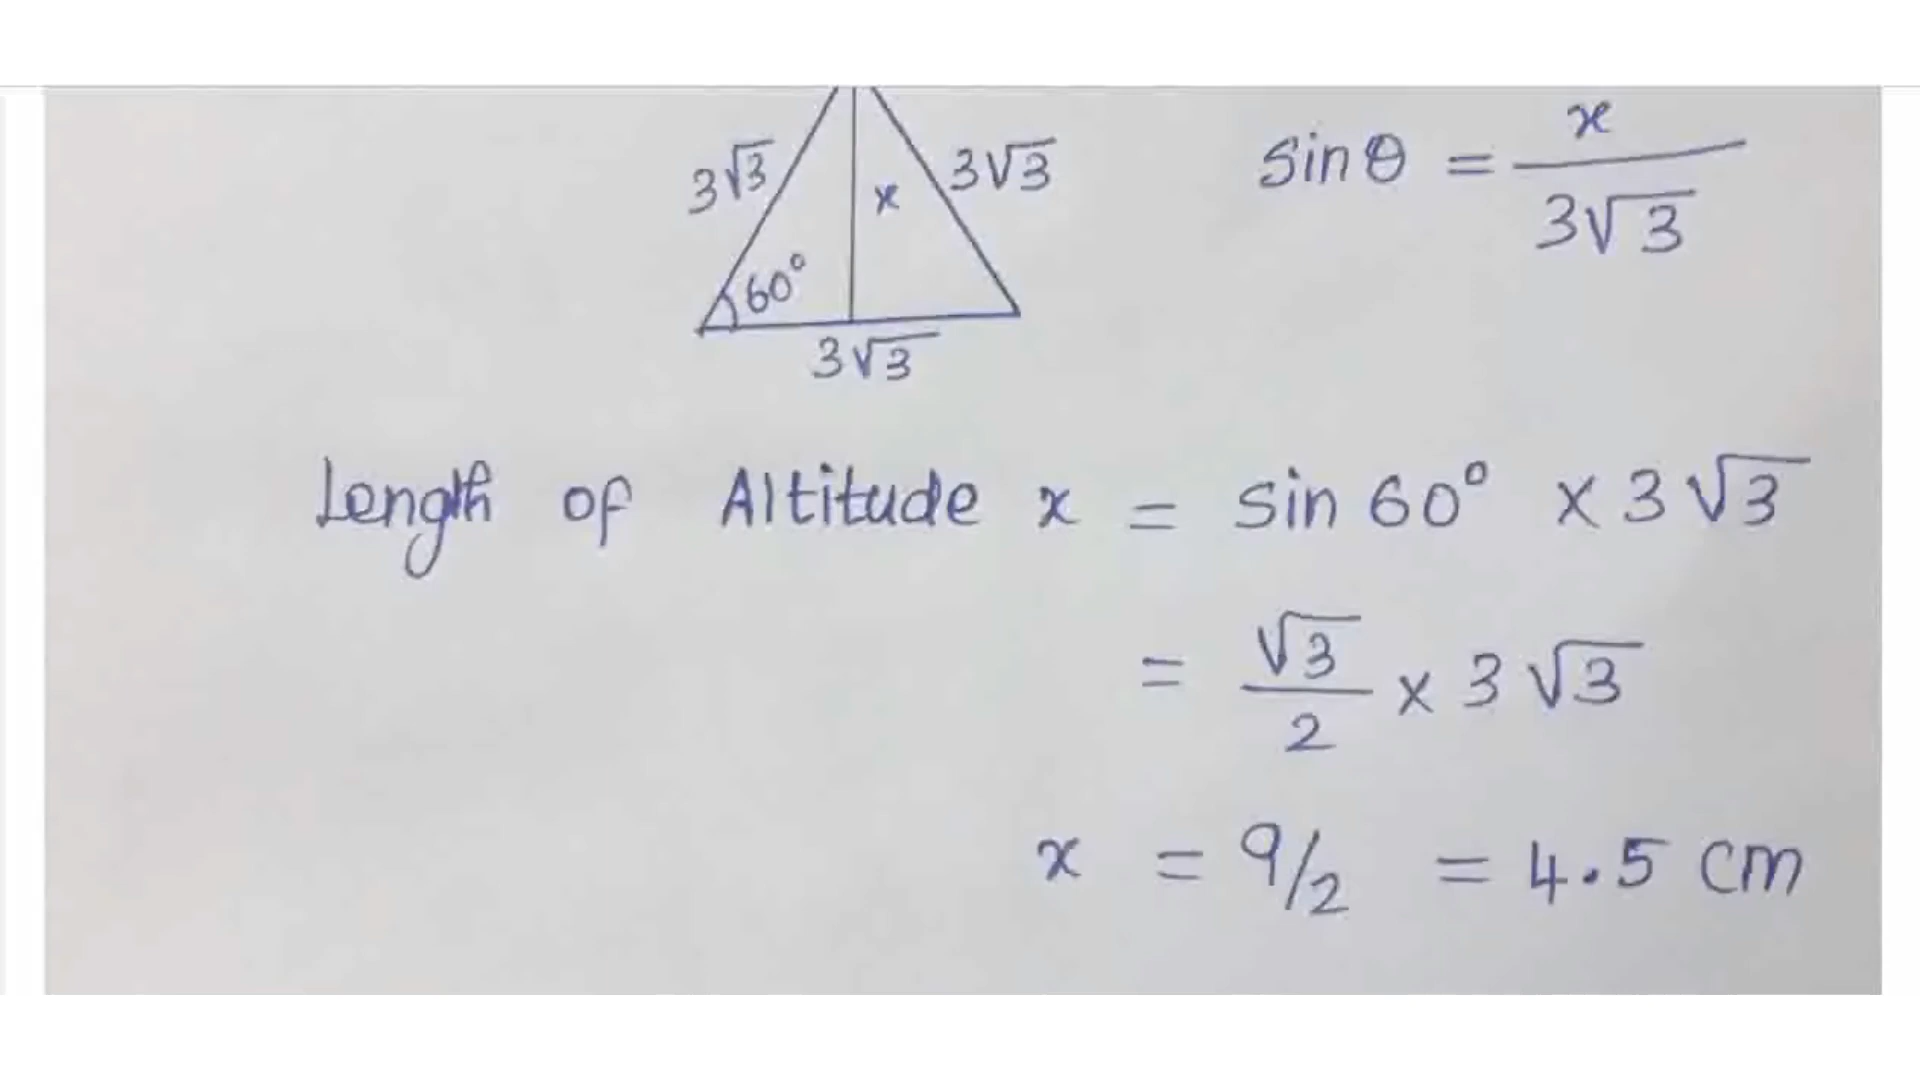 3√3 x 3√3
60°
3√3
sin θ = x / 3√3
Length of Altitude x = sin 60° × 3√3
= √3/2 × 3√3
x = 9/2 = 4.5 cm